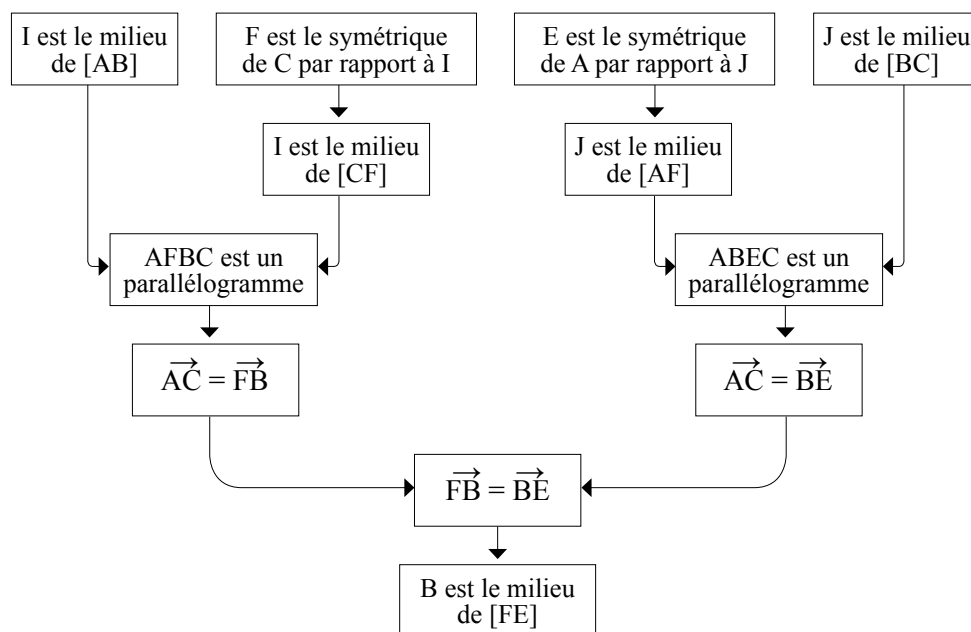 I est le milieu
de [AB]
F est le symétrique
de C par rapport à I
E est le symétrique
de A par rapport à J
J est le milieu
de [BC]
I est le milieu
de [CF]
J est le milieu
de [AF]
AFBC est un
parallélogramme
ABEC est un
parallélogramme
AC = FB
AC = BE
FB = BE
B est le milieu
de [FE]